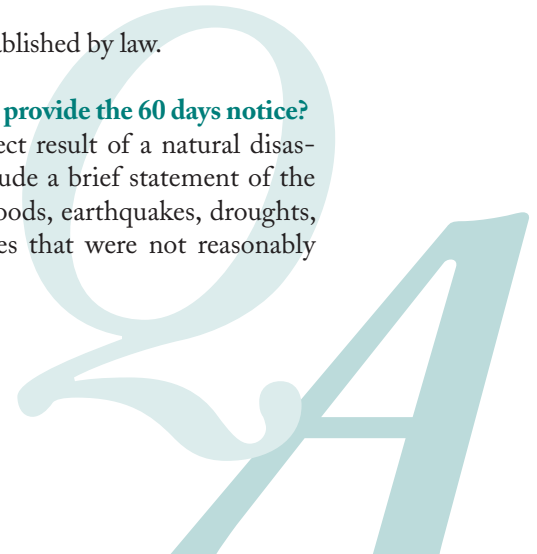 ablished by law.
provide the 60 days notice?
ect result of a natural disas-
ude a brief statement of the
oods, earthquakes, droughts,
es that were not reasonably
Q
A